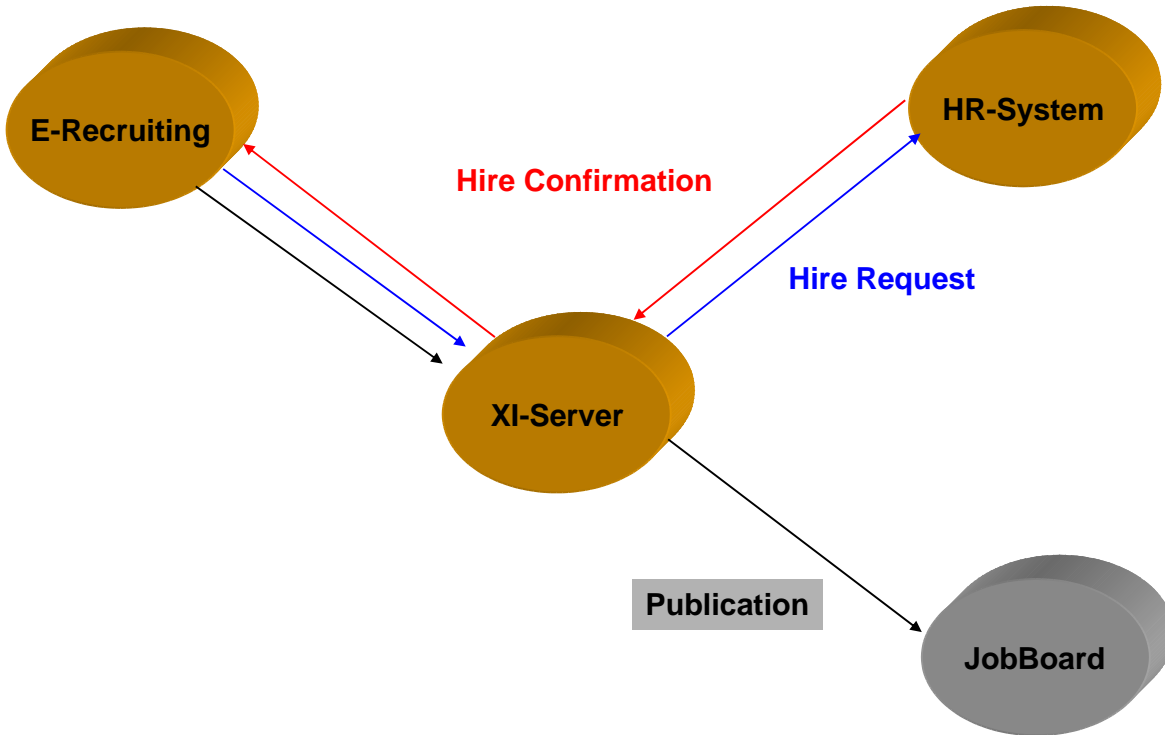 E-Recruiting
HR-System
Hire Confirmation
Hire Request
XI-Server
Publication
JobBoard